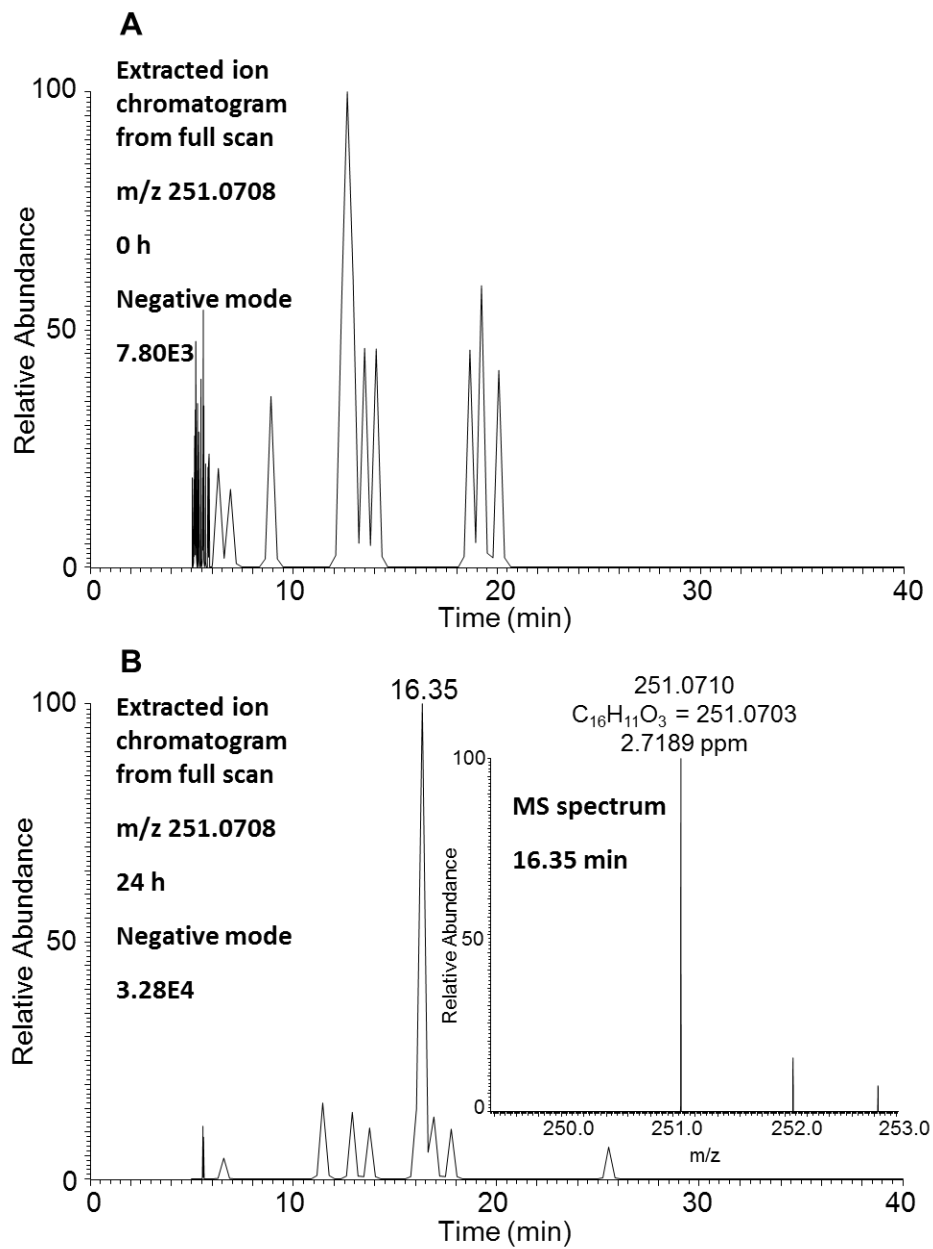 A
Extracted ion
chromatogram
from full scan
m/z 251.0708
0 h
Negative mode
7.80E3
Relative Abundance
100
50
0
0 10 20 30 40
Time (min)
B
Extracted ion
chromatogram
from full scan
m/z 251.0708
24 h
Negative mode
3.28E4
Relative Abundance
100
50
0
16.35
0 10 20 30 40
Time (min)
251.0710
C₁₆H₁₁O₃ = 251.0703
2.7189 ppm
MS spectrum
16.35 min
Relative Abundance
100
50
0
250.0 251.0 252.0 253.0
m/z